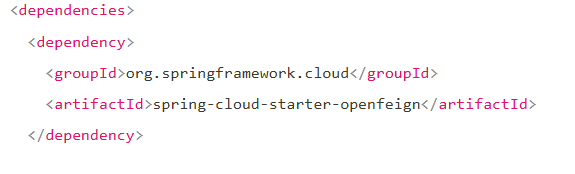 <dependencies>
<dependency>
<groupId>org.springframework.cloud</groupId>
<artifactId>spring-cloud-starter-openfeign</artifactId>
</dependency>